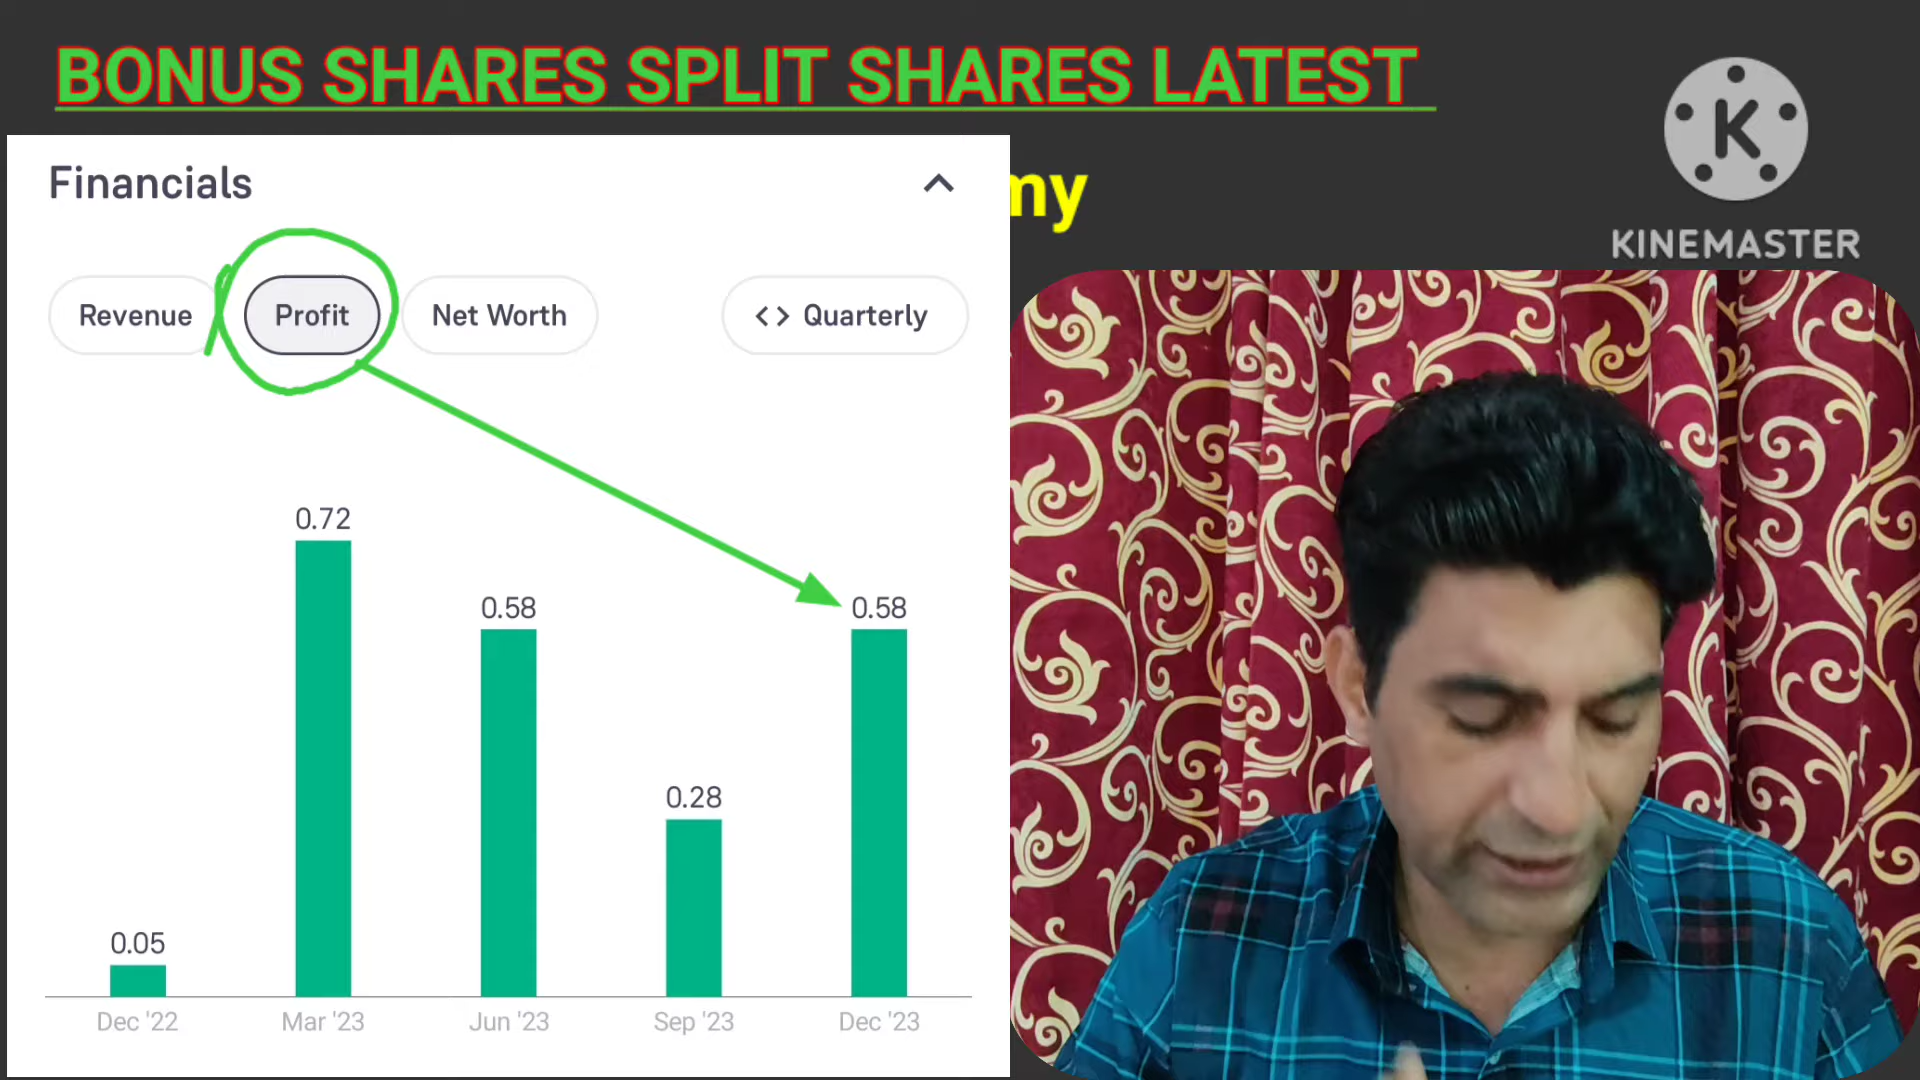 BONUS SHARES SPLIT SHARES LATEST
Financials
my
KINEMASTER
Revenue
Profit
Net Worth
<> Quarterly
0.72
0.58
0.58
0.28
0.05
Dec '22
Mar '23
Jun '23
Sep '23
Dec '23